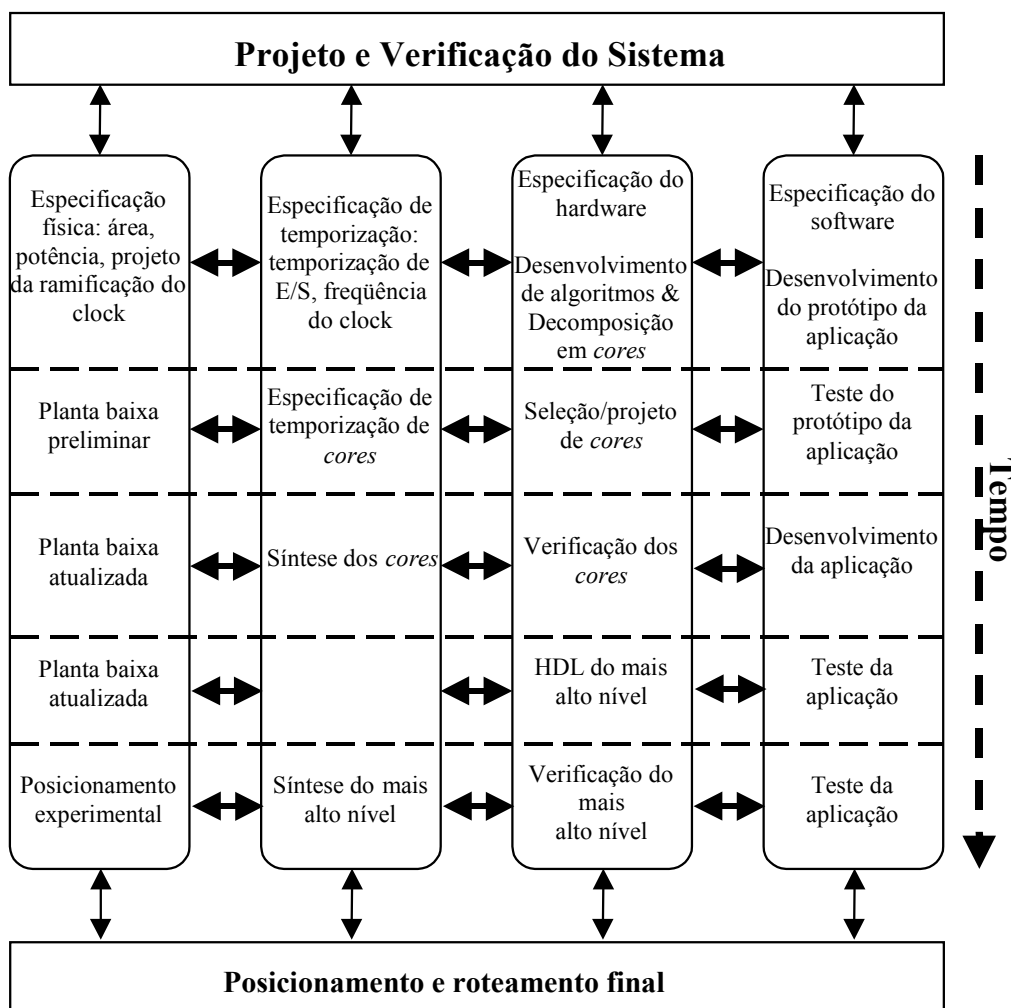 Projeto e Verificação do Sistema
Especificação
física: área,
potência, projeto
da ramificação do
clock
Especificação de
temporização:
temporização de
E/S, freqüência
do clock
Especificação do
hardware
Desenvolvimento
de algoritmos &
Decomposição
em cores
Especificação do
software
Desenvolvimento
do protótipo da
aplicação
Planta baixa
preliminar
Especificação de
temporização de
cores
Seleção/projeto
de cores
Teste do
protótipo da
aplicação
Planta baixa
atualizada
Síntese dos cores
Verificação dos
cores
Desenvolvimento
da aplicação
Planta baixa
atualizada
HDL do mais
alto nível
Teste da
aplicação
Posicionamento
experimental
Síntese do mais
alto nível
Verificação do
mais
alto nível
Teste da
aplicação
Tempo
Posicionamento e roteamento final